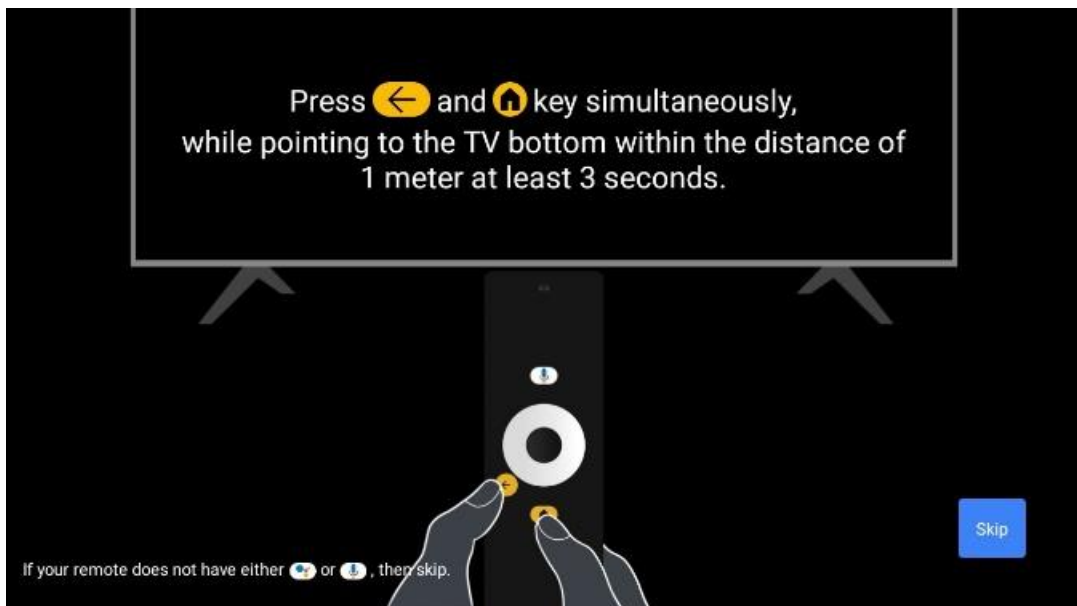 Press and key simultaneously,
while pointing to the TV bottom within the distance of
1 meter at least 3 seconds.
Skip
If your remote does not have either or , then skip.